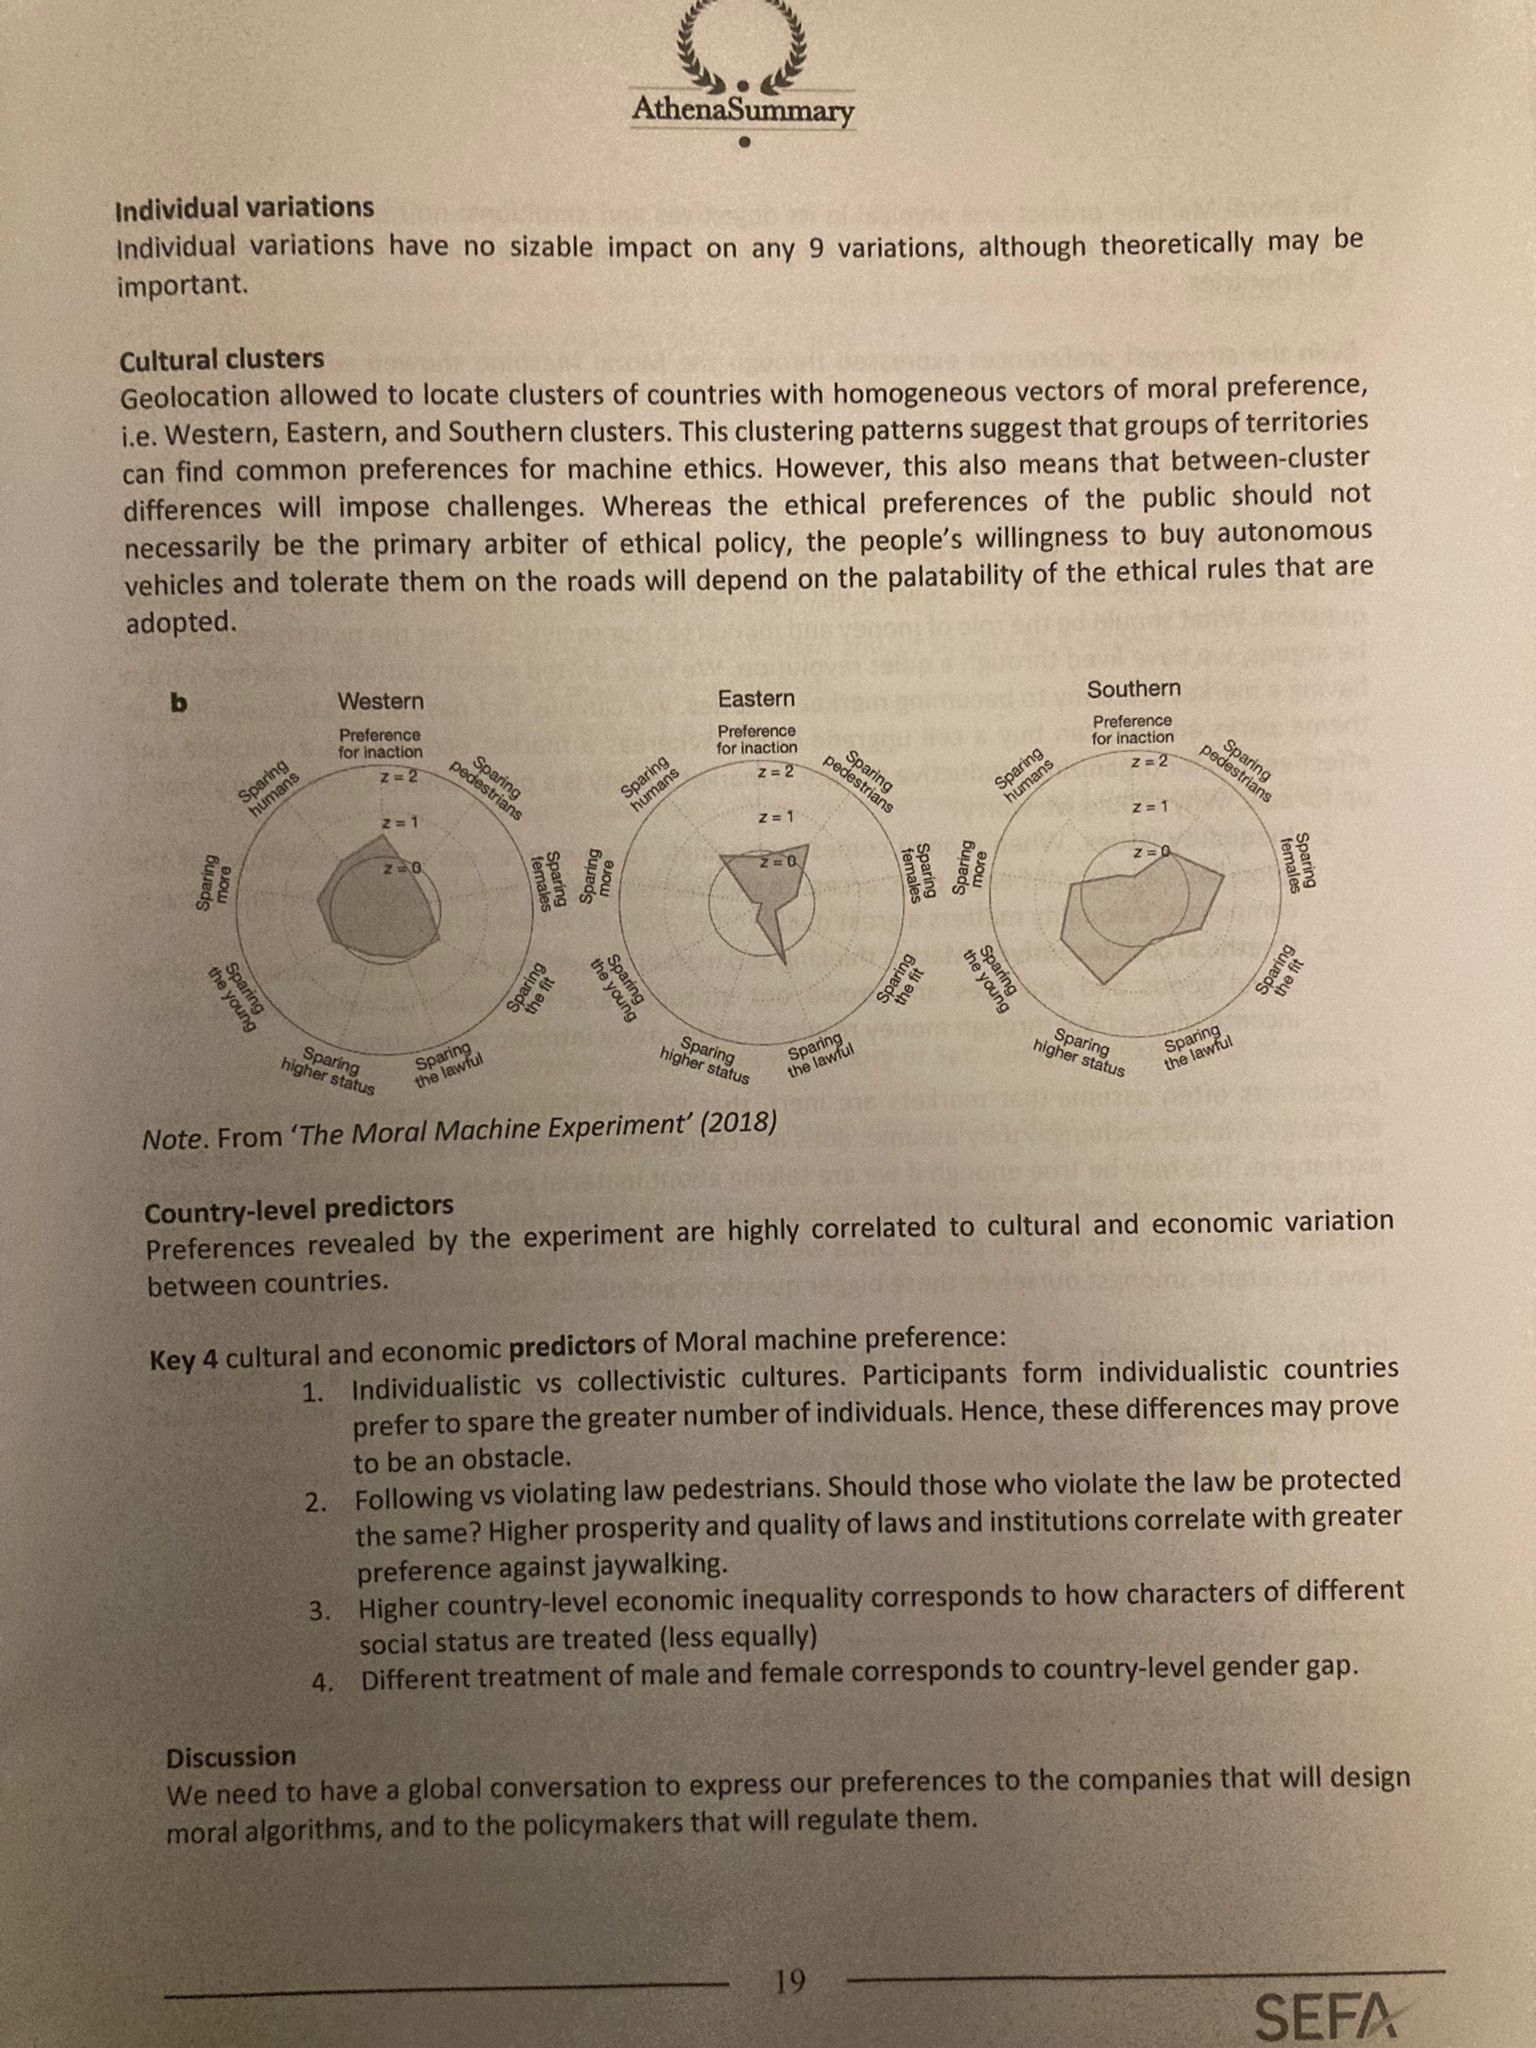 AthenaSummary
Individual variations
Individual variations have no sizable impact on any 9 variations, although theoretically may be
important.
Cultural clusters
Geolocation allowed to locate clusters of countries with homogeneous vectors of moral preference,
i.e. Western, Eastern, and Southern clusters. This clustering patterns suggest that groups of territories
can find common preferences for machine ethics. However, this also means that between-cluster
differences will impose challenges. Whereas the ethical preferences of the public should not
necessarily be the primary arbiter of ethical policy, the people's willingness to buy autonomous
vehicles and tolerate them on the roads will depend on the palatability of the ethical rules that are
adopted.
b
Western
Preference
for inaction
z = 2
z = 1
z = 0
Sparing
pedestrians
Sparing
females
Sparing
the fit
Sparing
the lawful
Sparing
higher status
Sparing
the young
Sparing
more
Sparing
humans
Eastern
Preference
for inaction
z = 2
z = 1
z = 0
Sparing
pedestrians
Sparing
females
Sparing
the fit
Sparing
the lawful
Sparing
higher status
Sparing
the young
Sparing
more
Sparing
humans
Southern
Preference
for inaction
z = 2
z = 1
z = 0
Sparing
pedestrians
Sparing
females
Sparing
the fit
Sparing
the lawful
Sparing
higher status
Sparing
the young
Sparing
more
Sparing
humans
Note. From ‘The Moral Machine Experiment’ (2018)
Country-level predictors
Preferences revealed by the experiment are highly correlated to cultural and economic variation
between countries.
Key 4 cultural and economic predictors of Moral machine preference:
1. Individualistic vs collectivistic cultures. Participants form individualistic countries
prefer to spare the greater number of individuals. Hence, these differences may prove
to be an obstacle.
2. Following vs violating law pedestrians. Should those who violate the law be protected
the same? Higher prosperity and quality of laws and institutions correlate with greater
preference against jaywalking.
3. Higher country-level economic inequality corresponds to how characters of different
social status are treated (less equally)
4. Different treatment of male and female corresponds to country-level gender gap.
Discussion
We need to have a global conversation to express our preferences to the companies that will design
moral algorithms, and to the policymakers that will regulate them.
19
SEFA